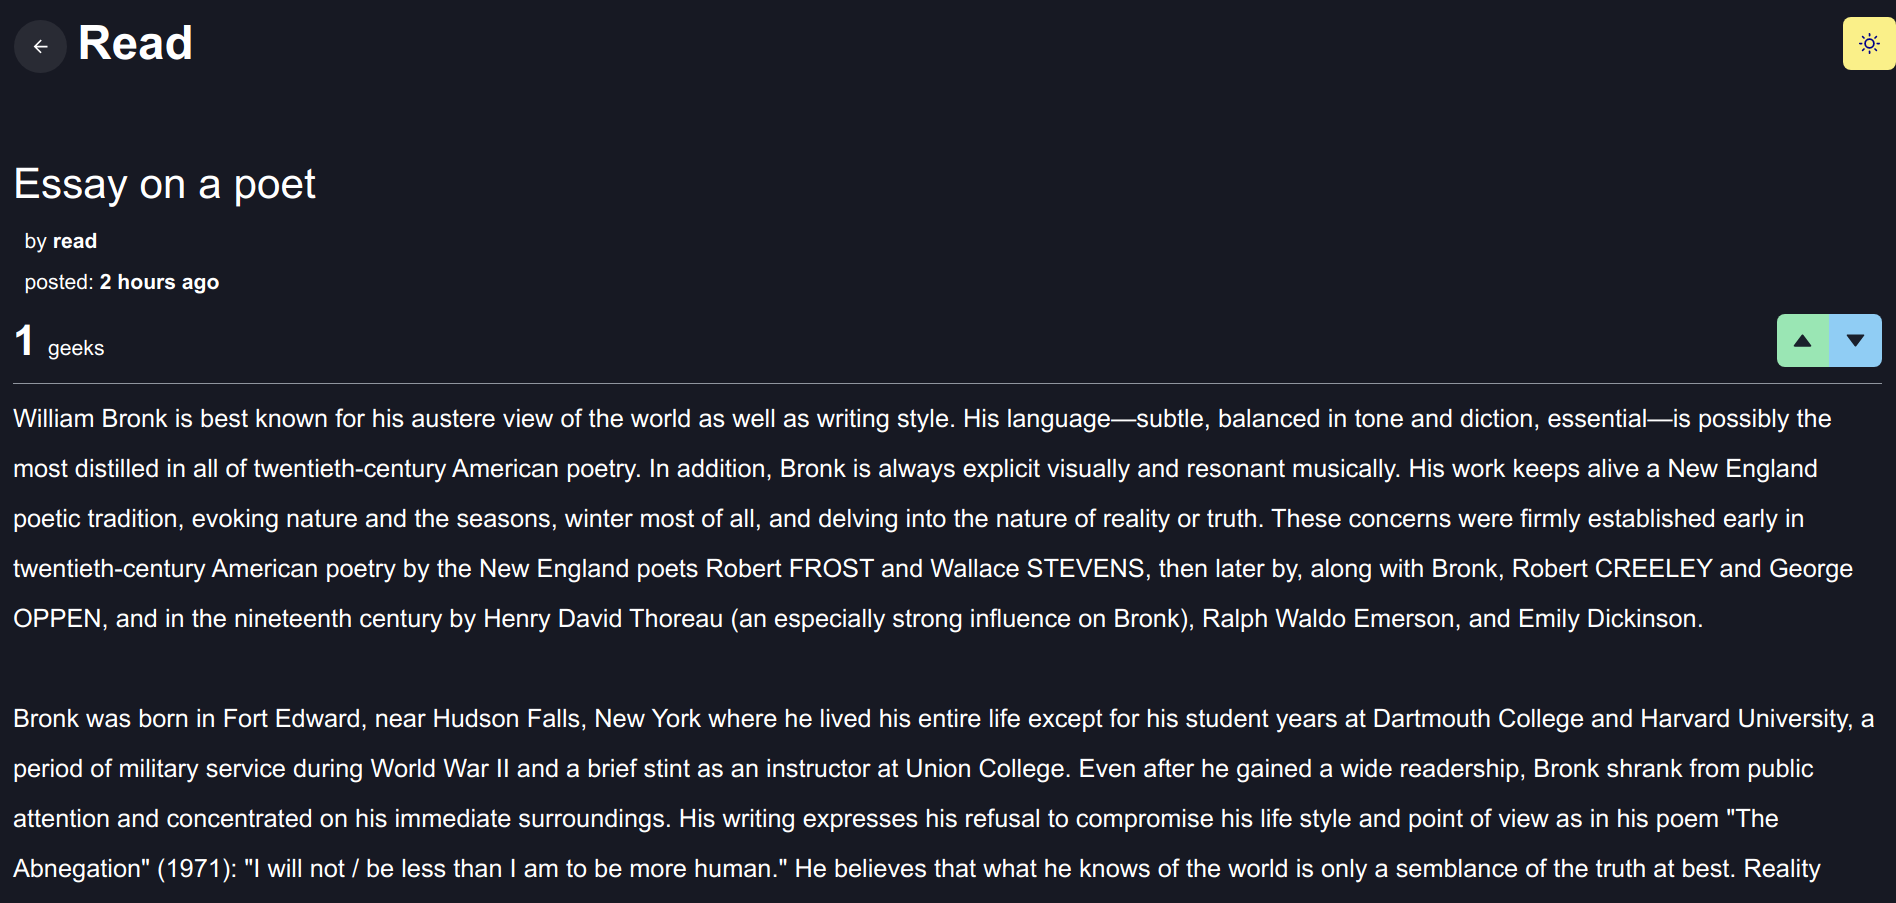 Read
Essay on a poet
by read
posted: 2 hours ago
1 geeks
William Bronk is best known for his austere view of the world as well as writing style. His language—subtle, balanced in tone and diction, essential—is possibly the
most distilled in all of twentieth-century American poetry. In addition, Bronk is always explicit visually and resonant musically. His work keeps alive a New England
poetic tradition, evoking nature and the seasons, winter most of all, and delving into the nature of reality or truth. These concerns were firmly established early in
twentieth-century American poetry by the New England poets Robert FROST and Wallace STEVENS, then later by, along with Bronk, Robert CREELEY and George
OPPEN, and in the nineteenth century by Henry David Thoreau (an especially strong influence on Bronk), Ralph Waldo Emerson, and Emily Dickinson.
Bronk was born in Fort Edward, near Hudson Falls, New York where he lived his entire life except for his student years at Dartmouth College and Harvard University, a
period of military service during World War II and a brief stint as an instructor at Union College. Even after he gained a wide readership, Bronk shrank from public
attention and concentrated on his immediate surroundings. His writing expresses his refusal to compromise his life style and point of view as in his poem "The
Abnegation" (1971): "I will not / be less than I am to be more human." He believes that what he knows of the world is only a semblance of the truth at best. Reality